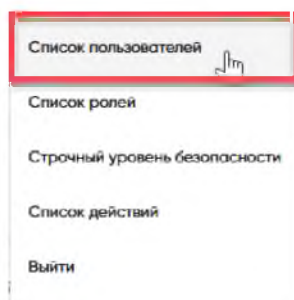 Список пользователей
Список ролей
Строчный уровень безопасности
Список действий
Выйти